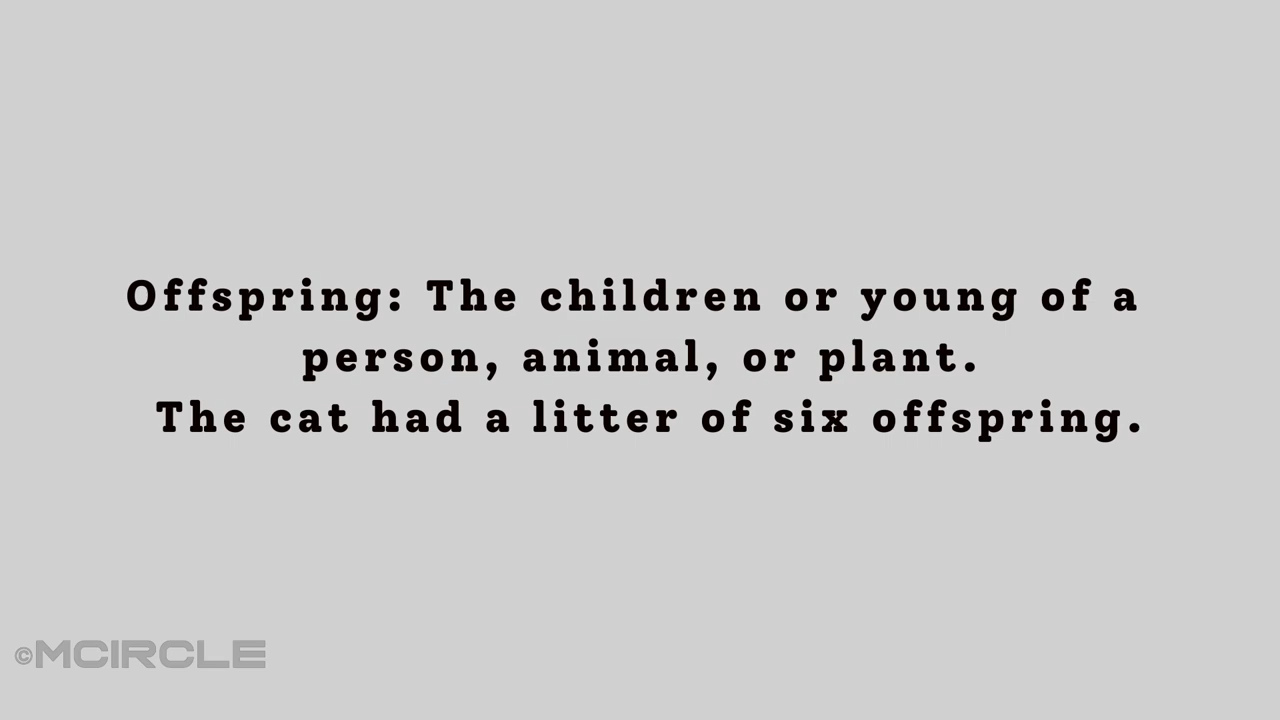 Offspring: The children or young of a
person, animal, or plant.
The cat had a litter of six offspring.
©MCIRCLE